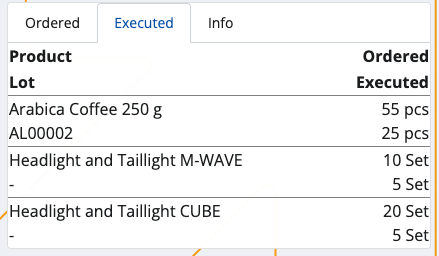 Ordered Executed Info
Product Ordered
Lot Executed
Arabica Coffee 250 g 55 pcs
AL00002 25 pcs
Headlight and Taillight M-WAVE 10 Set
- 5 Set
Headlight and Taillight CUBE 20 Set
- 5 Set